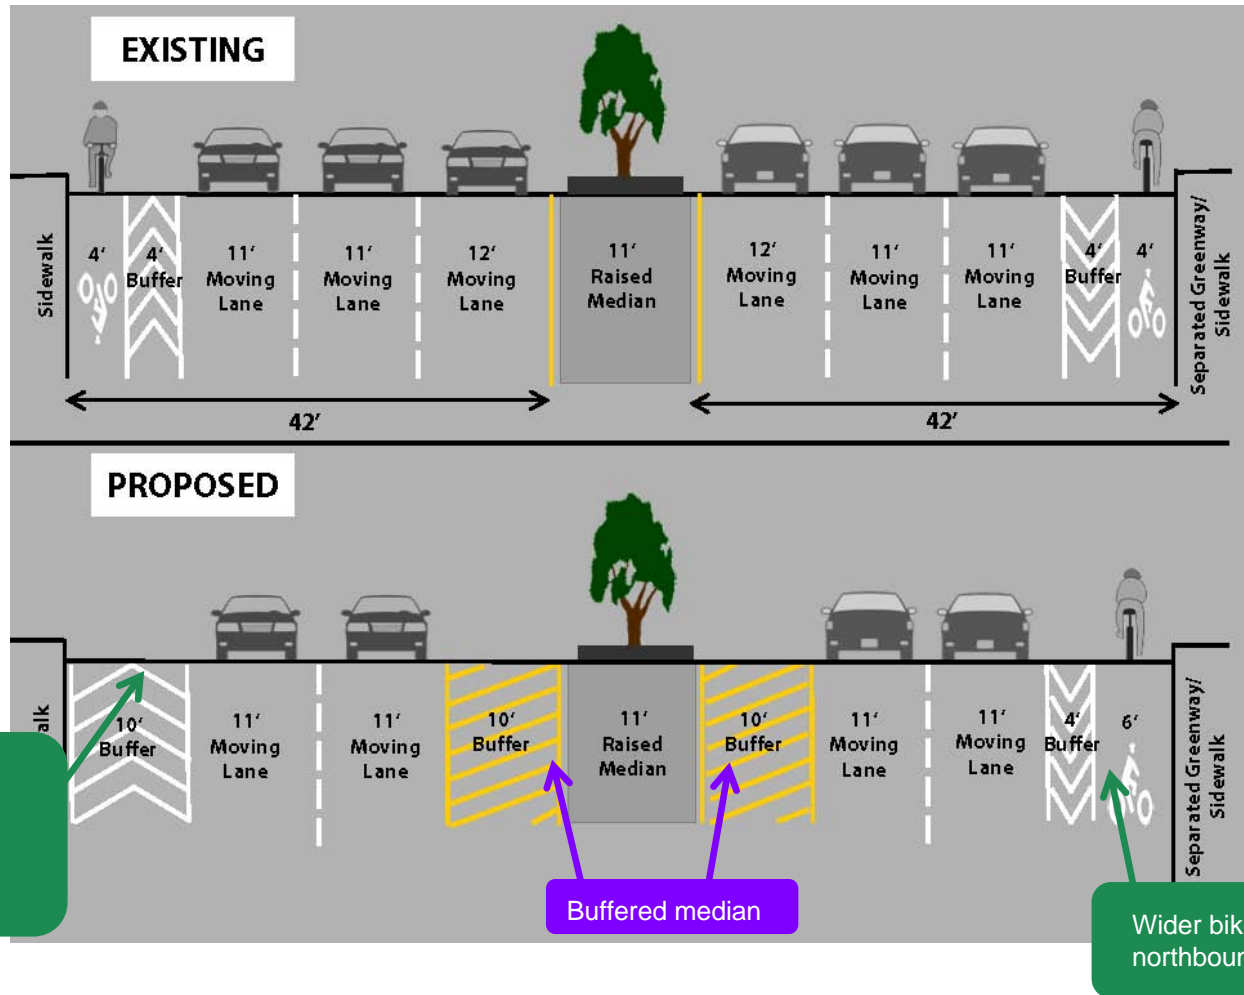 EXISTING
Sidewalk
4'
4'
Buffer
11'
Moving
Lane
11'
Moving
Lane
12'
Moving
Lane
11'
Raised
Median
12'
Moving
Lane
11'
Moving
Lane
11'
Moving
Lane
4'
Buffer
4'
Separated Greenway/
Sidewalk
42'
42'
PROPOSED
10'
Buffer
11'
Moving
Lane
11'
Moving
Lane
10'
Buffer
11'
Raised
Median
10'
Buffer
11'
Moving
Lane
11'
Moving
Lane
4'
Buffer
6'
Separated Greenway/
Sidewalk
Buffered median
Wider